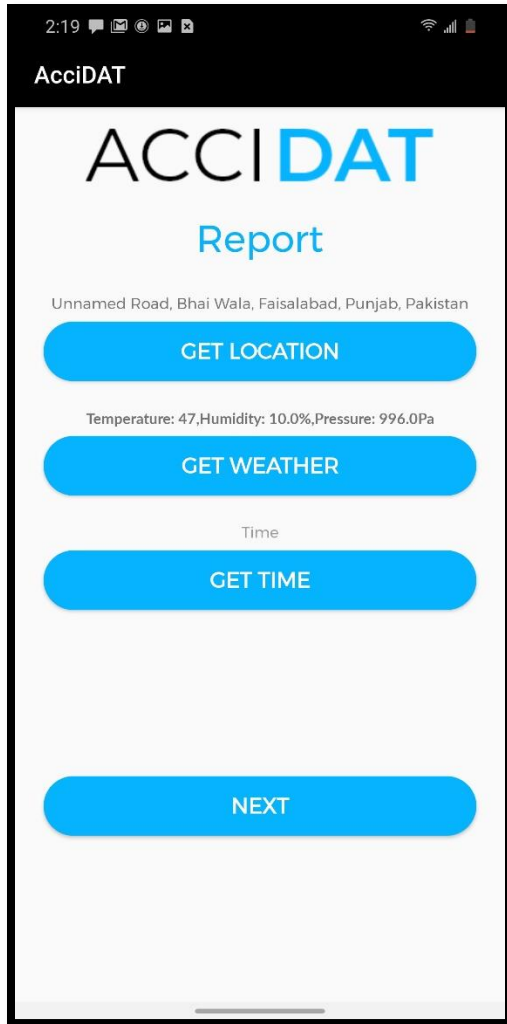 2:19
AcciDAT
ACCIDAT
Report
Unnamed Road, Bhai Wala, Faisalabad, Punjab, Pakistan
GET LOCATION
Temperature: 47,Humidity: 10.0%,Pressure: 996.0Pa
GET WEATHER
Time
GET TIME
NEXT